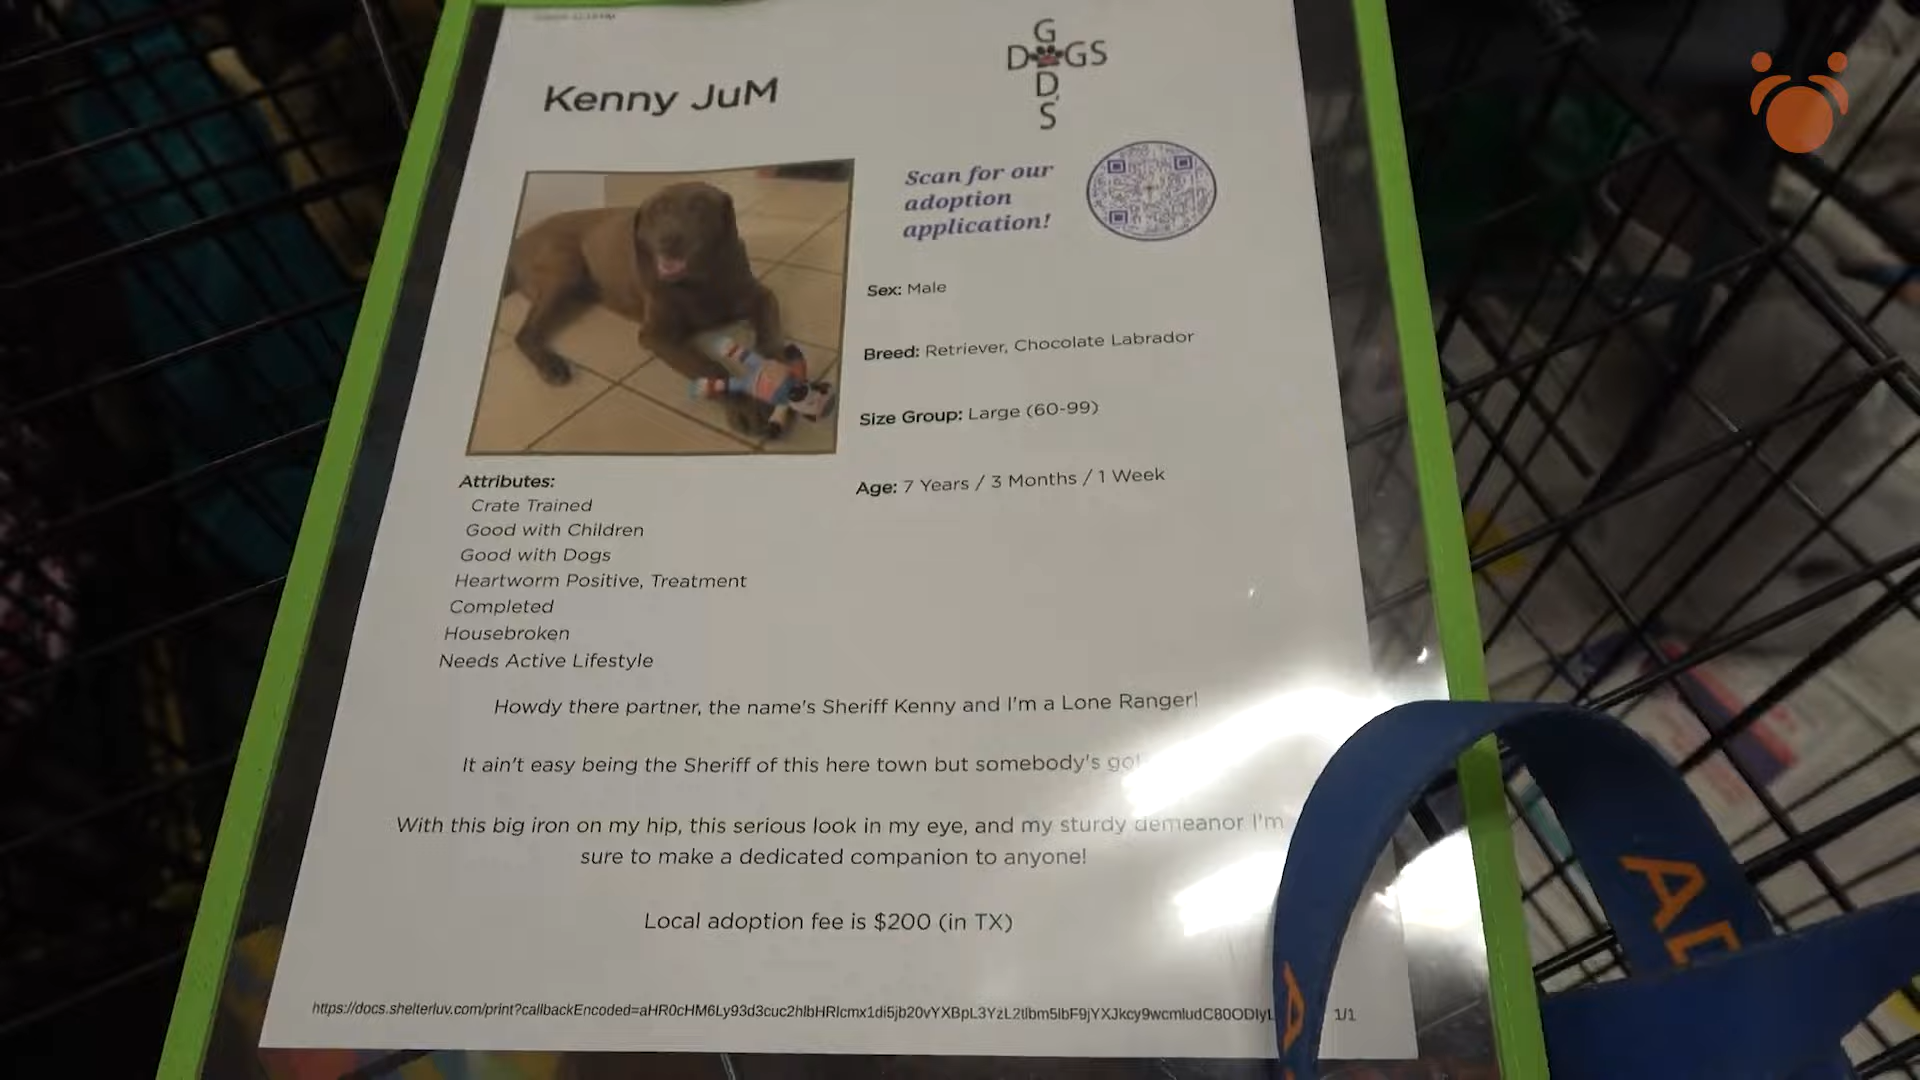 Kenny JuM
G
DOGS
D
S
Scan for our
adoption
application!
Sex: Male
Breed: Retriever, Chocolate Labrador
Size Group: Large (60-99)
Age: 7 Years / 3 Months / 1 Week
Attributes:
Crate Trained
Good with Children
Good with Dogs
Heartworm Positive, Treatment
Completed
Housebroken
Needs Active Lifestyle
Howdy there partner, the name's Sheriff Kenny and I'm a Lone Ranger!
It ain't easy being the Sheriff of this here town but somebody's got
With this big iron on my hip, this serious look in my eye, and my sturdy demeanor I'm
sure to make a dedicated companion to anyone!
Local adoption fee is $200 (in TX)
1/1
AD
A